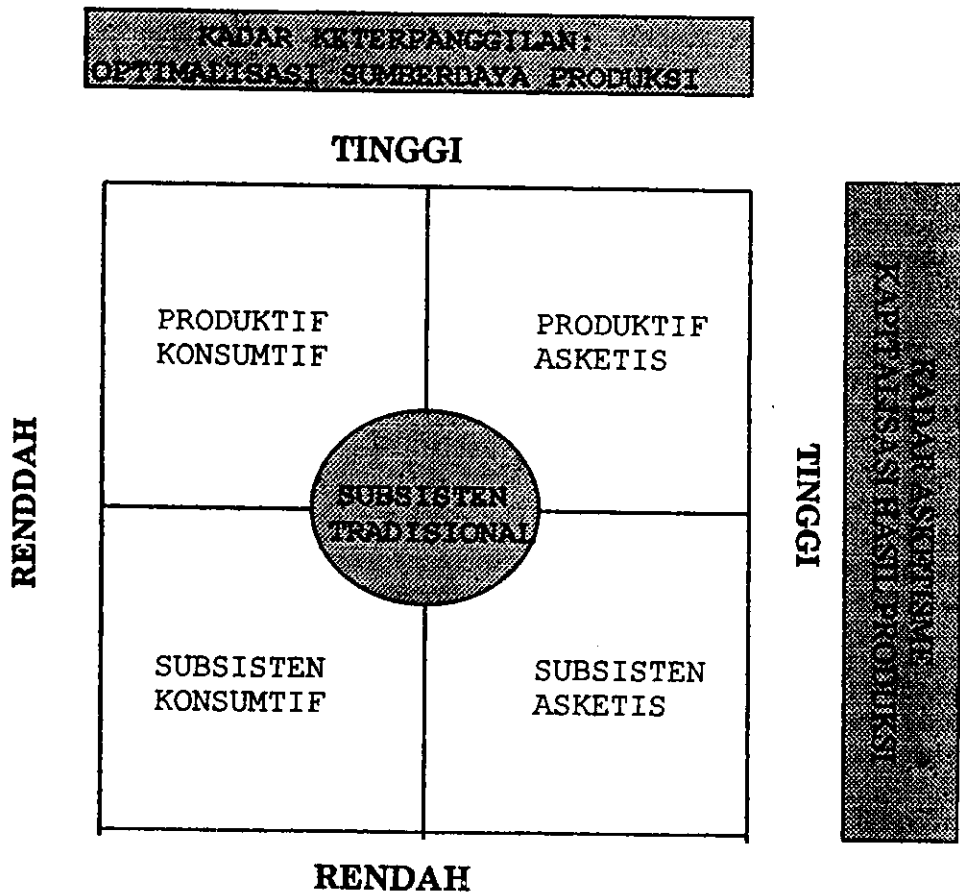 KADAR KETERPANGGILAN:
OPTIMALISASI SUMBERDAYA PRODUKSI
TINGGI
PRODUKTIF
KONSUMTIF
PRODUKTIF
ASKETIS
RENDDAH
SUBSISTEN
TRADISIONAL
TINGGI
KADAR ASKETISME
KAPITALISASI HASIL PRODUKSI
SUBSISTEN
KONSUMTIF
SUBSISTEN
ASKETIS
RENDAH